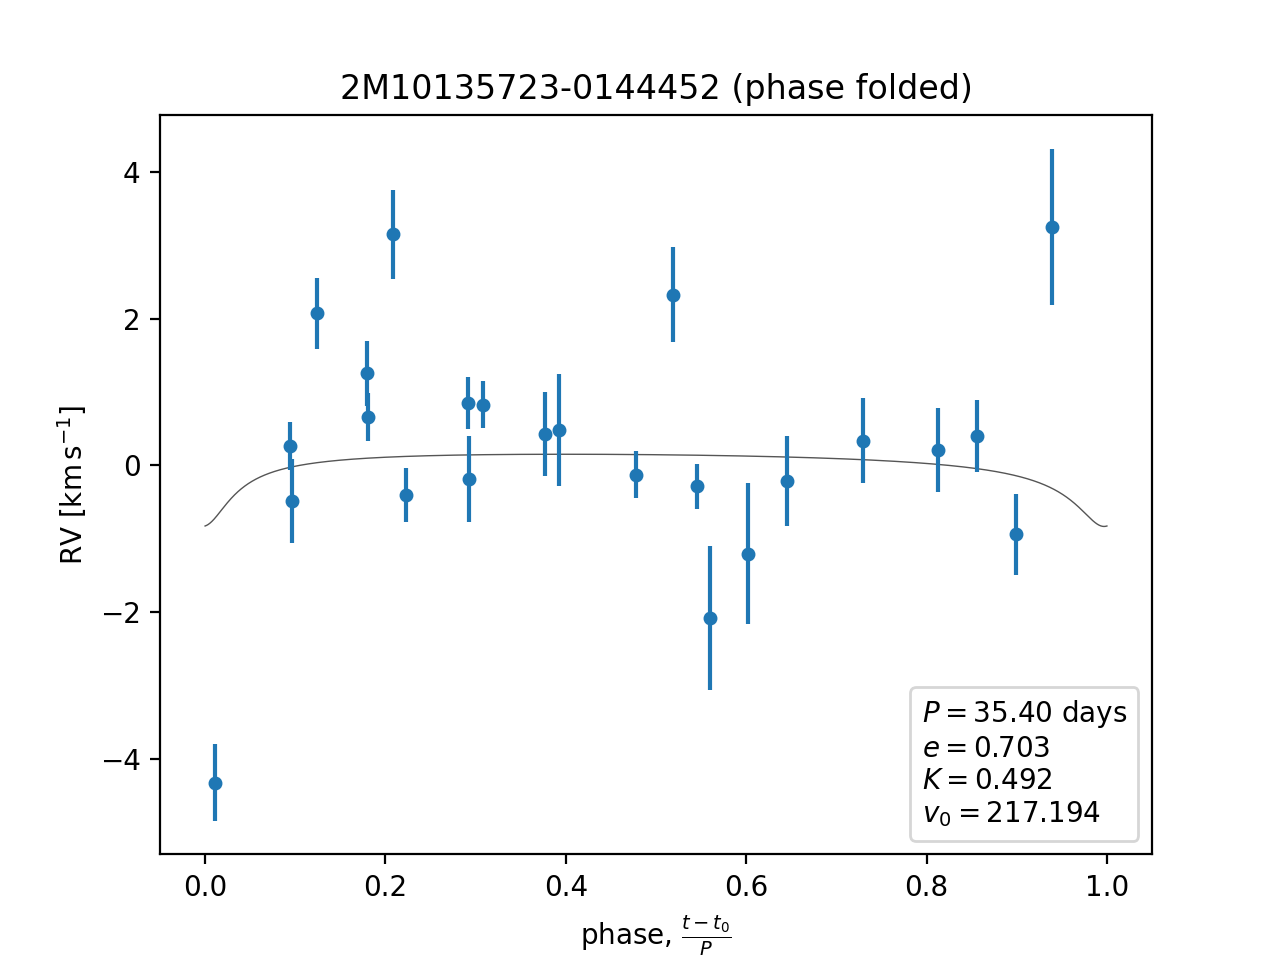 2M10135723-0144452 (phase folded)
4
2
0
−2
−4
RV [km s⁻¹]
0.0 0.2 0.4 0.6 0.8 1.0
phase, (t − t₀)/P
P = 35.40 days
e = 0.703
K = 0.492
v₀ = 217.194